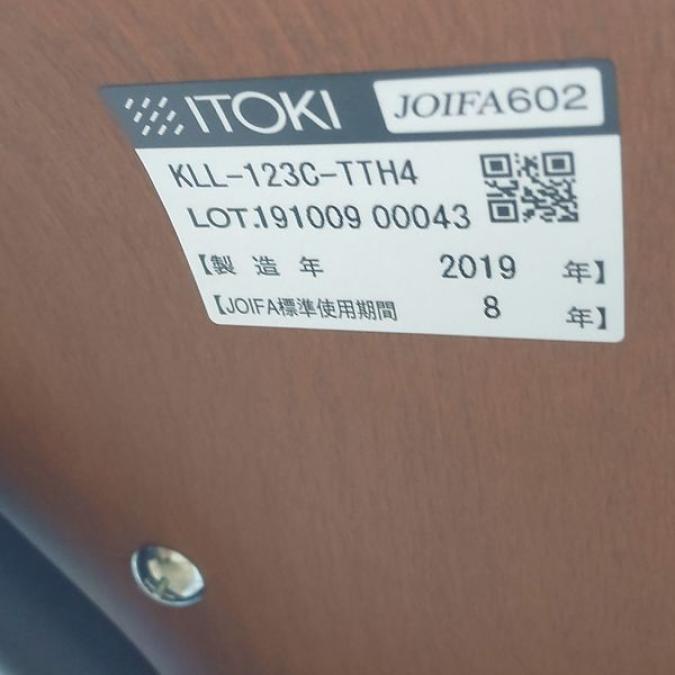 ITOKI JOIFA602
KLL-123C-TTH4
LOT.191009 00043
【製 造 年 2019 年】
【JOIFA標準使用期間 8 年】